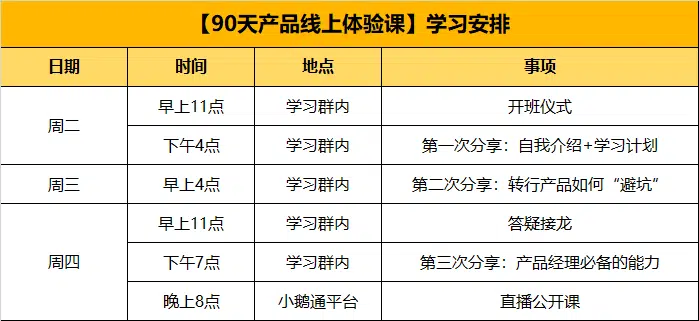 【90天产品线上体验课】学习安排
日期 时间 地点 事项
周二 早上11点 学习群内 开班仪式
下午4点 学习群内 第一次分享：自我介绍+学习计划
周三 早上4点 学习群内 第二次分享：转行产品如何“避坑”
周四 早上11点 学习群内 答疑接龙
下午7点 学习群内 第三次分享：产品经理必备的能力
晚上8点 小鹅通平台 直播公开课